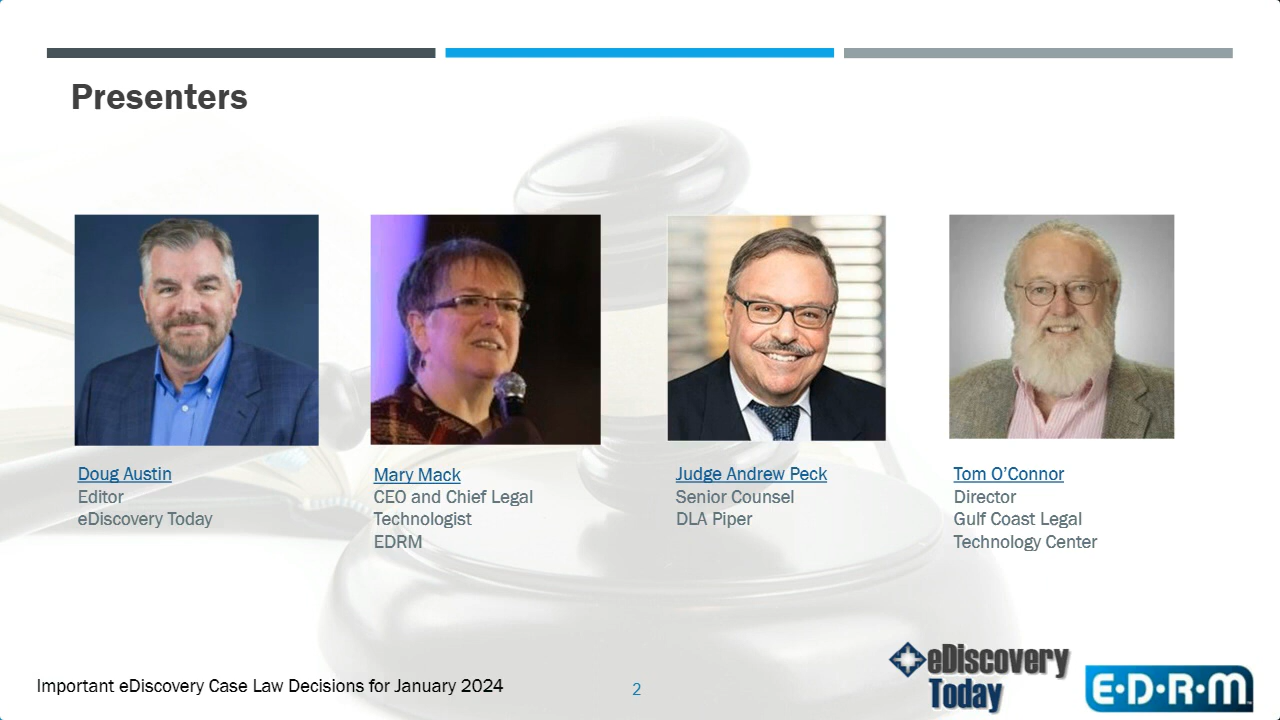 Presenters
Doug Austin
Editor
eDiscovery Today
Mary Mack
CEO and Chief Legal
Technologist
EDRM
Judge Andrew Peck
Senior Counsel
DLA Piper
Tom O’Connor
Director
Gulf Coast Legal
Technology Center
Important eDiscovery Case Law Decisions for January 2024
2
eDiscovery
Today
E·D·R·M